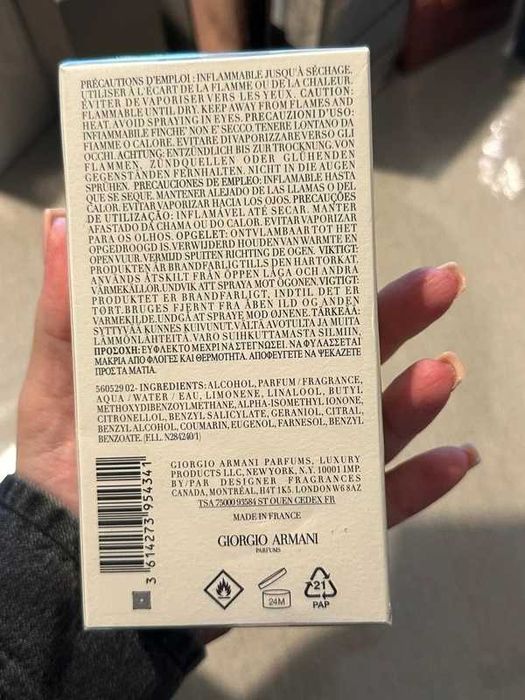 PRÉCAUTIONS D'EMPLOI : INFLAMMABLE JUSQU'À SÉCHAGE.
UTILISER À L'ÉCART DE LA FLAMME OU DE LA CHALEUR.
ÉVITER DE VAPORISER VERS LES YEUX. CAUTION:
FLAMMABLE UNTIL DRY. KEEP AWAY FROM FLAMES AND
HEAT. AVOID SPRAYING IN EYES. PRECAUZIONI D'USO:
INFIAMMABILE FINCHE' NON E' SECCO. TENERE LONTANO DA
FIAMME O CALORE. EVITARE DI VAPORIZZARE VERSO GLI
OCCHI. ACHTUNG: ENTZÜNDLICH BIS ZUR TROCKNUNG. VON
FLAMMEN, ZÜNDQUELLEN ODER GLÜHENDEN
GEGENSTÄNDEN FERNHALTEN. NICHT IN DIE AUGEN
SPRÜHEN. PRECAUCIONES DE EMPLEO: INFLAMABLE HASTA
QUE SE SEQUE. MANTENER ALEJADO DE LAS LLAMAS O DEL
CALOR. EVITAR VAPORIZAR HACIA LOS OJOS. PRECAUÇÕES
DE UTILIZAÇÃO: INFLAMÁVEL ATÉ SECAR. MANTER
AFASTADO DA CHAMA OU DO CALOR. EVITAR VAPORIZAR
PARA OS OLHOS. OPGELET: ONTVLAMBAAR TOT HET
OPGEDROOGD IS. VERWIJDERD HOUDEN VAN WARMTE EN
OPEN VUUR. VERMIJD SPUITEN RICHTING DE OGEN. VIKTIGT:
PRODUKTEN ÄR BRANDFARLIG TILLS DEN HARTORKAT.
ANVÄNDS ÅTSKILT FRÅN ÖPPEN LÅGA OCH ANDRA
VÄRMEKÄLLOR. UNDVIK ATT SPRAYA MOT ÖGONEN. VIGTIGT:
PRODUKTET ER BRANDFARLIGT, INDTIL DET ER
TØRT. BRUGES FJERNT FRA ÅBEN ILD OG ANDEN
VARMEKILDE. UNDGÅ AT SPRAYE MOD ØJNENE. TÄRKEÄÄ:
SYTTYVÄÄ KUNNES KUIVUNUT. VÄLTÄ AVOTULTA JA MUITA
LÄMMÖNLÄHTEITÄ. VARO SUIHKUTTAMASTA SILMIIN.
ΠΡΟΣΟΧΗ: ΕΥΦΛΕΚΤΟ ΜΕΧΡΙ ΝΑ ΣΤΕΓΝΩΣΕΙ. ΝΑ ΦΥΛΑΣΣΕΤΑΙ
ΜΑΚΡΙΑ ΑΠΟ ΦΛΟΓΕΣ ΚΑΙ ΘΕΡΜΟΤΗΤΑ. ΑΠΟΦΕΥΓΕΤΕ ΝΑ ΨΕΚΑΖΕΤΕ
ΠΡΟΣ ΤΑ ΜΑΤΙΑ.
560529 02 - INGREDIENTS: ALCOHOL, PARFUM / FRAGRANCE,
AQUA / WATER / EAU, LIMONENE, LINALOOL, BUTYL
METHOXYDIBENZOYLMETHANE, ALPHA-ISOMETHYL IONONE,
CITRONELLOL, BENZYL SALICYLATE, GERANIOL, CITRAL,
BENZYL ALCOHOL, COUMARIN, EUGENOL, FARNESOL, BENZYL
BENZOATE. (F.I.L. N284240/1)
GIORGIO ARMANI PARFUMS, LUXURY
PRODUCTS LLC, NEW YORK, N.Y. 10001 IMP.
BY/PAR DESIGNER FRAGRANCES
CANADA, MONTRÉAL, H4T 1K5. LONDON W6 8AZ
TSA 75000 93584 ST OUEN CEDEX FR
MADE IN FRANCE
GIORGIO ARMANI
PARFUMS
3 614273 954341
24M
21
PAP